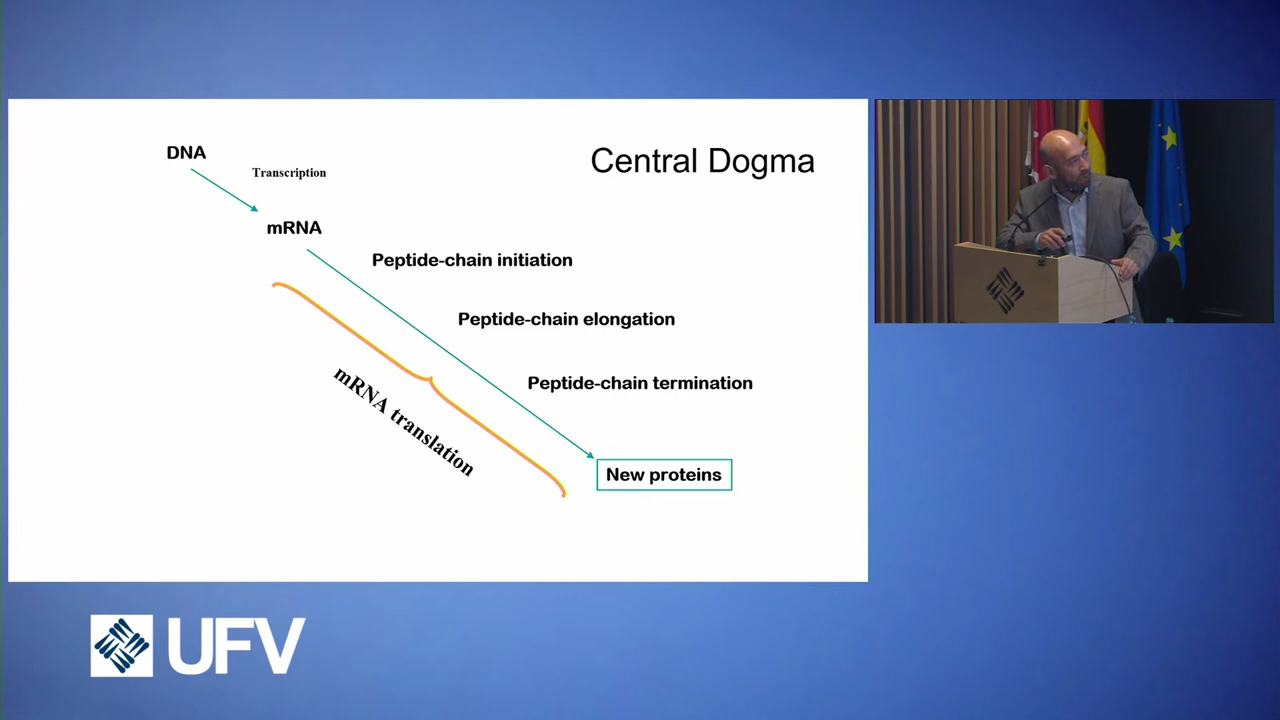 Central Dogma
DNA
Transcription
mRNA
Peptide-chain initiation
Peptide-chain elongation
Peptide-chain termination
mRNA translation
New proteins
UFV